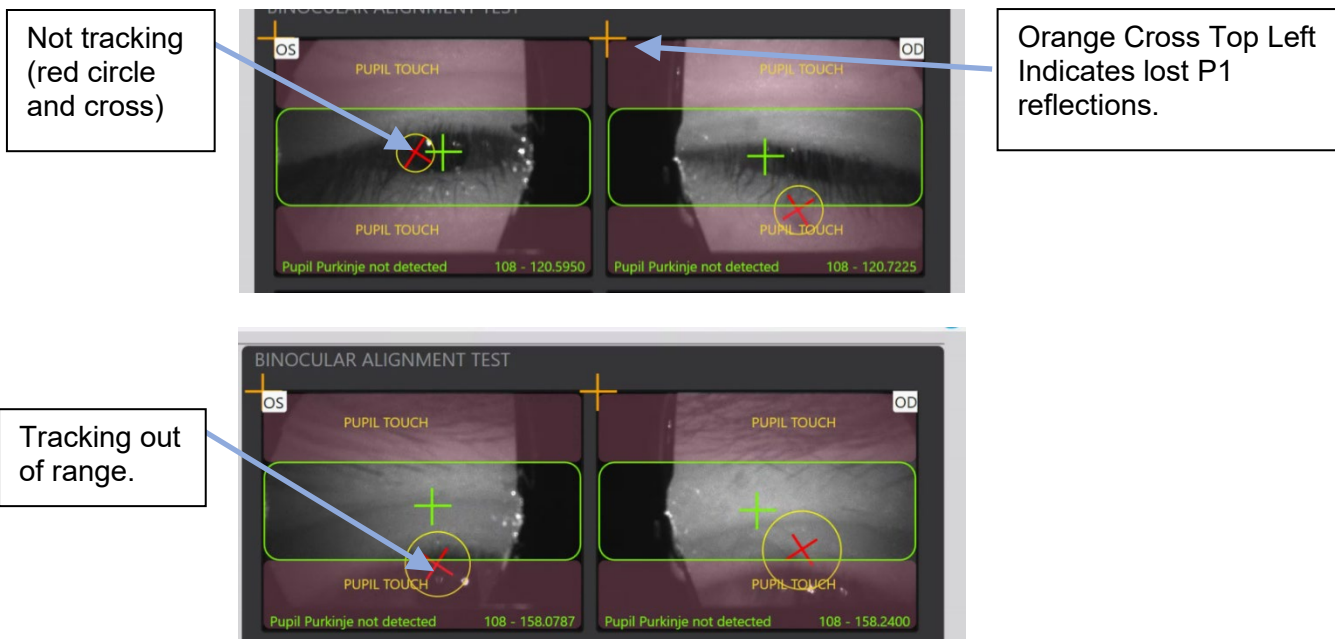 Not tracking
(red circle
and cross)
BINOCULAR ALIGNMENT TEST
OS
PUPIL TOUCH
PUPIL TOUCH
Pupil Purkinje not detected 108 - 120.5950
OD
PUPIL TOUCH
PUPIL TOUCH
Pupil Purkinje not detected 108 - 120.7225
Orange Cross Top Left
Indicates lost P1
reflections.
Tracking out
of range.
BINOCULAR ALIGNMENT TEST
OS
PUPIL TOUCH
PUPIL TOUCH
Pupil Purkinje not detected 108 - 158.0787
OD
PUPIL TOUCH
PUPIL TOUCH
Pupil Purkinje not detected 108 - 158.2400